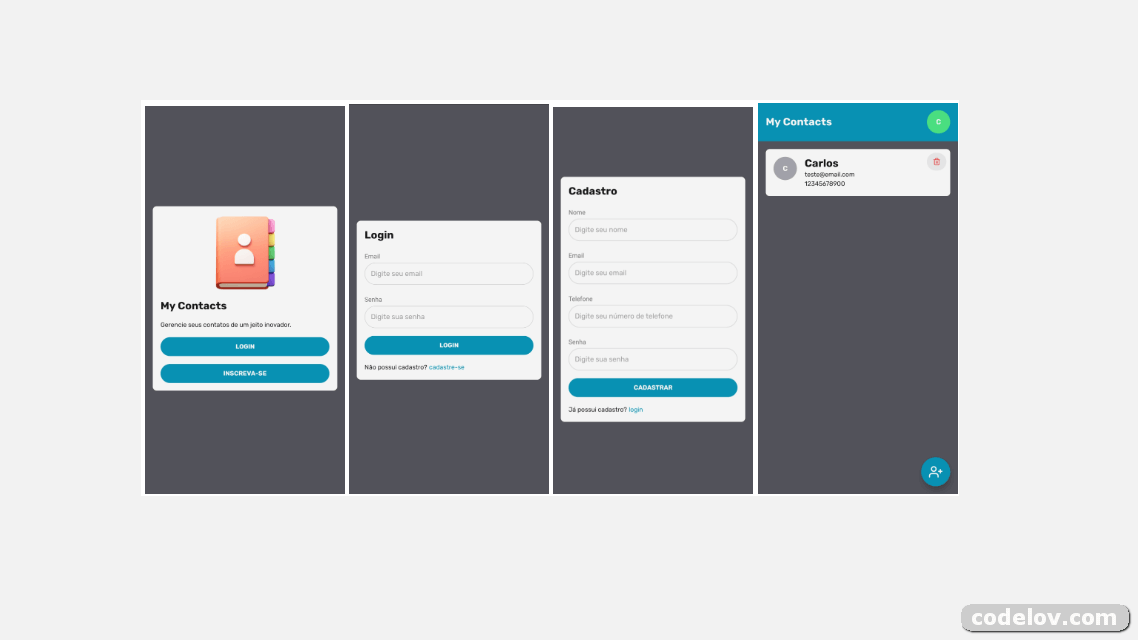 My Contacts
Gerencie seus contatos de um jeito inovador.
LOGIN
INSCREVA-SE
Login
Email
Digite seu email
Senha
Digite sua senha
LOGIN
Não possui cadastro? cadastre-se
Cadastro
Nome
Digite seu nome
Email
Digite seu email
Telefone
Digite seu número de telefone
Senha
Digite sua senha
CADASTRAR
Já possui cadastro? login
My Contacts
C
C
Carlos
teste@email.com
12345678900
codelov.com